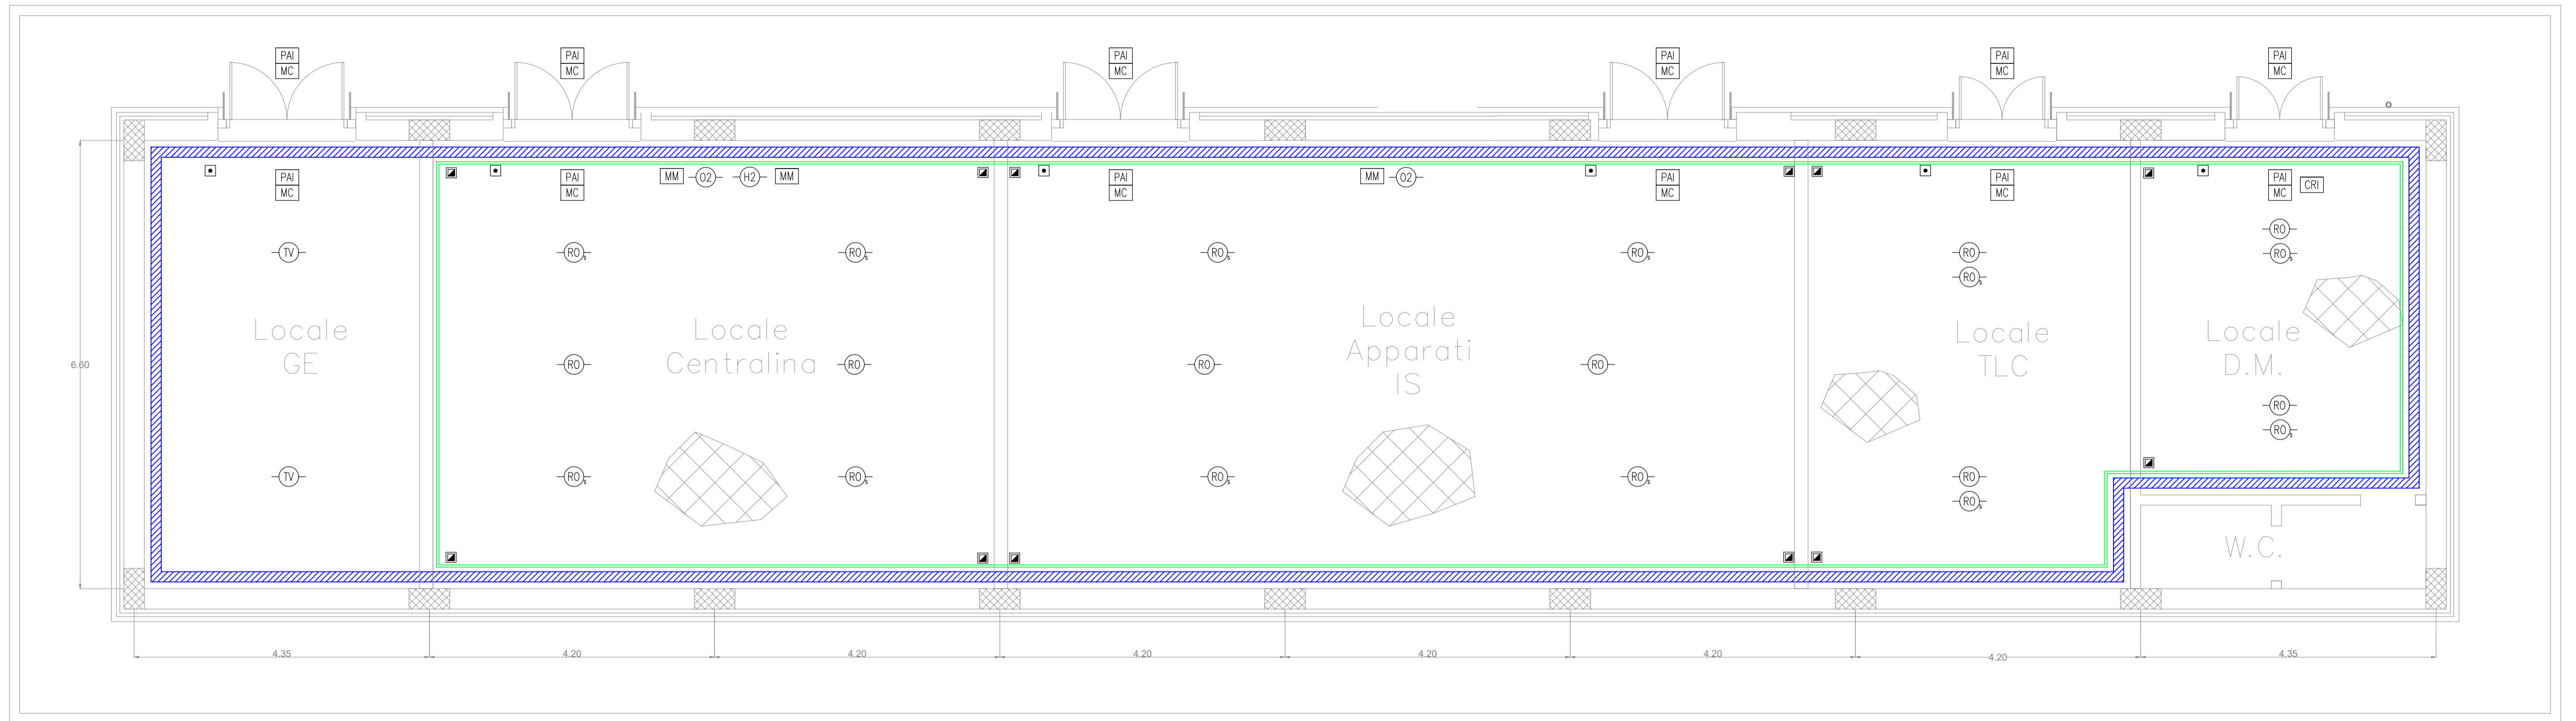 PAI
MC
PAI
MC
PAI
MC
PAI
MC
PAI
MC
PAI
MC
PAI
MC
PAI
MC
MM
O2
H2
MM
PAI
MC
MM
O2
PAI
MC
PAI
MC
PAI
MC
CRI
TV
RO s
RO s
RO s
RO s
RO
RO s
RO
RO s
Locale
GE
Locale
Centralina
Locale
Apparati
IS
Locale
TLC
Locale
D.M.
6.60
RO
RO
RO
RO
RO
RO s
TV
RO s
RO s
RO s
RO s
RO
RO s
W.C.
4.35
4.20
4.20
4.20
4.20
4.20
4.20
4.35